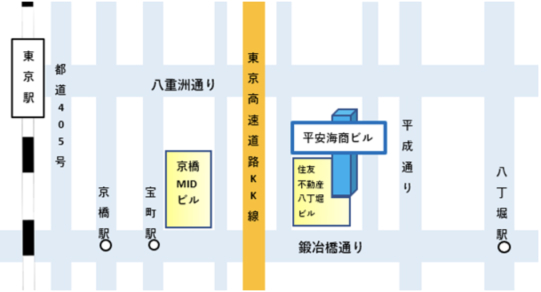 東京駅
都道405号
八重洲通り
東京高速道路KK線
平安海商ビル
平成通り
京橋
MID
ビル
住友
不動産
八丁堀
ビル
京橋駅
宝町駅
八丁堀駅
鍛冶橋通り